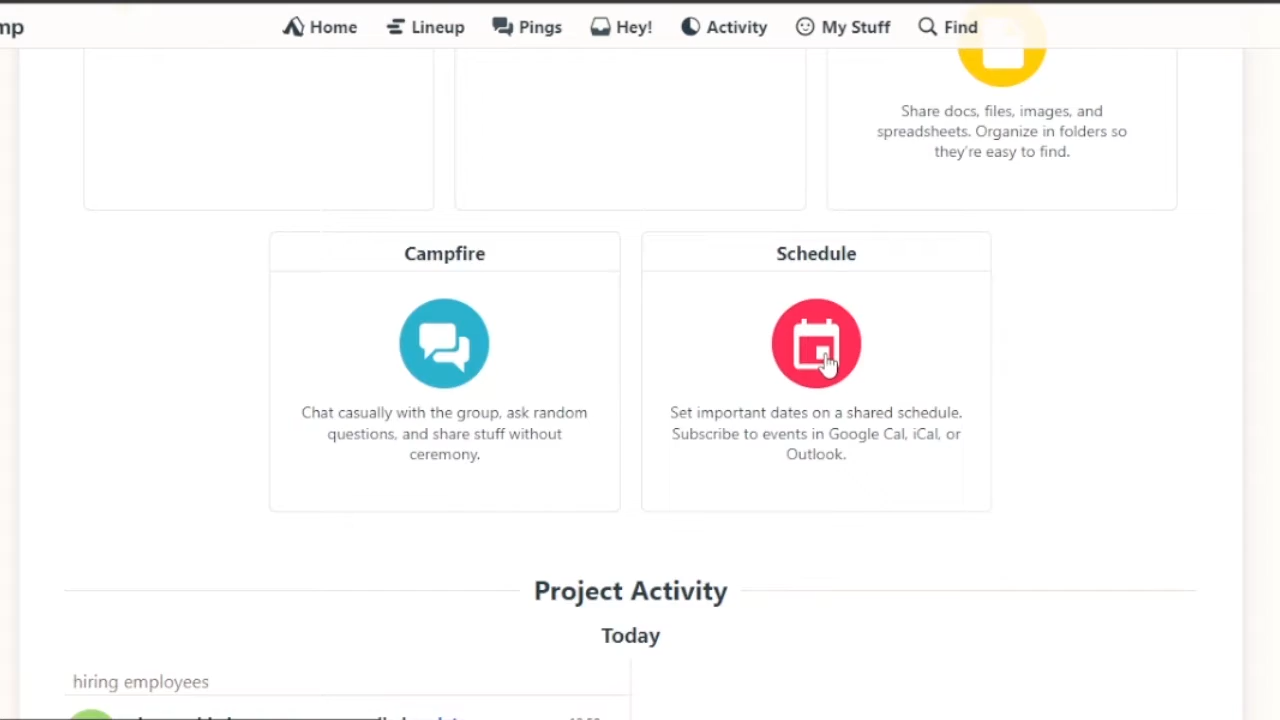 mp
Home
Lineup
Pings
Hey!
Activity
My Stuff
Find
Share docs, files, images, and
spreadsheets. Organize in folders so
they're easy to find.
Campfire
Schedule
Chat casually with the group, ask random
questions, and share stuff without
ceremony.
Set important dates on a shared schedule.
Subscribe to events in Google Cal, iCal, or
Outlook.
Project Activity
Today
hiring employees